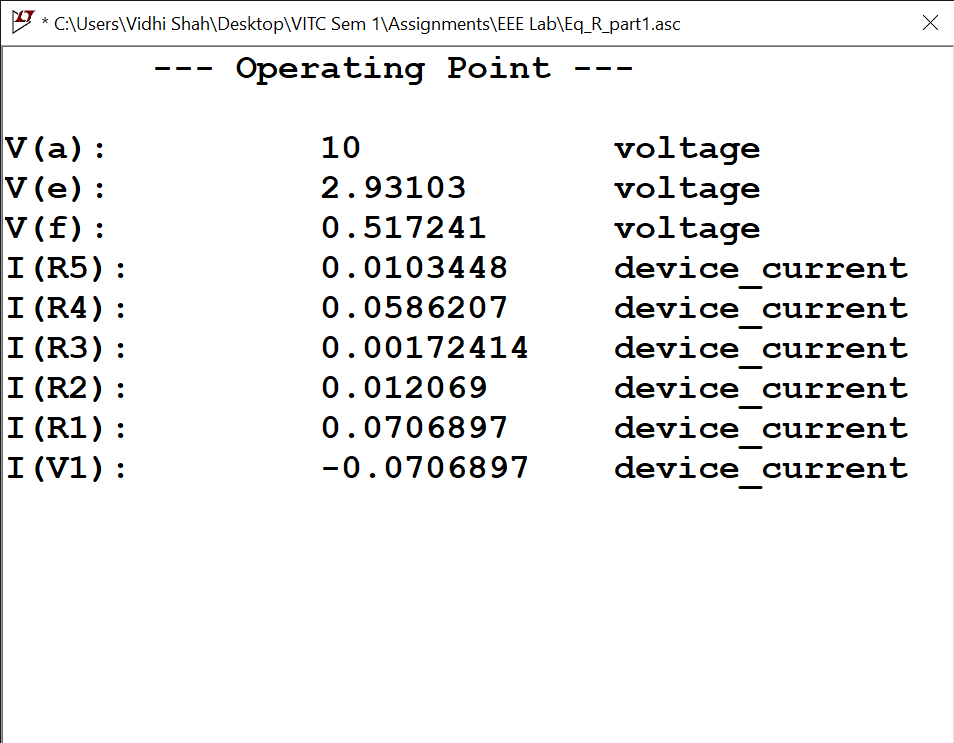 * C:\Users\Vidhi Shah\Desktop\VITC Sem 1\Assignments\EEE Lab\Eq_R_part1.asc
--- Operating Point ---
V(a): 10 voltage
V(e): 2.93103 voltage
V(f): 0.517241 voltage
I(R5): 0.0103448 device_current
I(R4): 0.0586207 device_current
I(R3): 0.00172414 device_current
I(R2): 0.012069 device_current
I(R1): 0.0706897 device_current
I(V1): -0.0706897 device_current